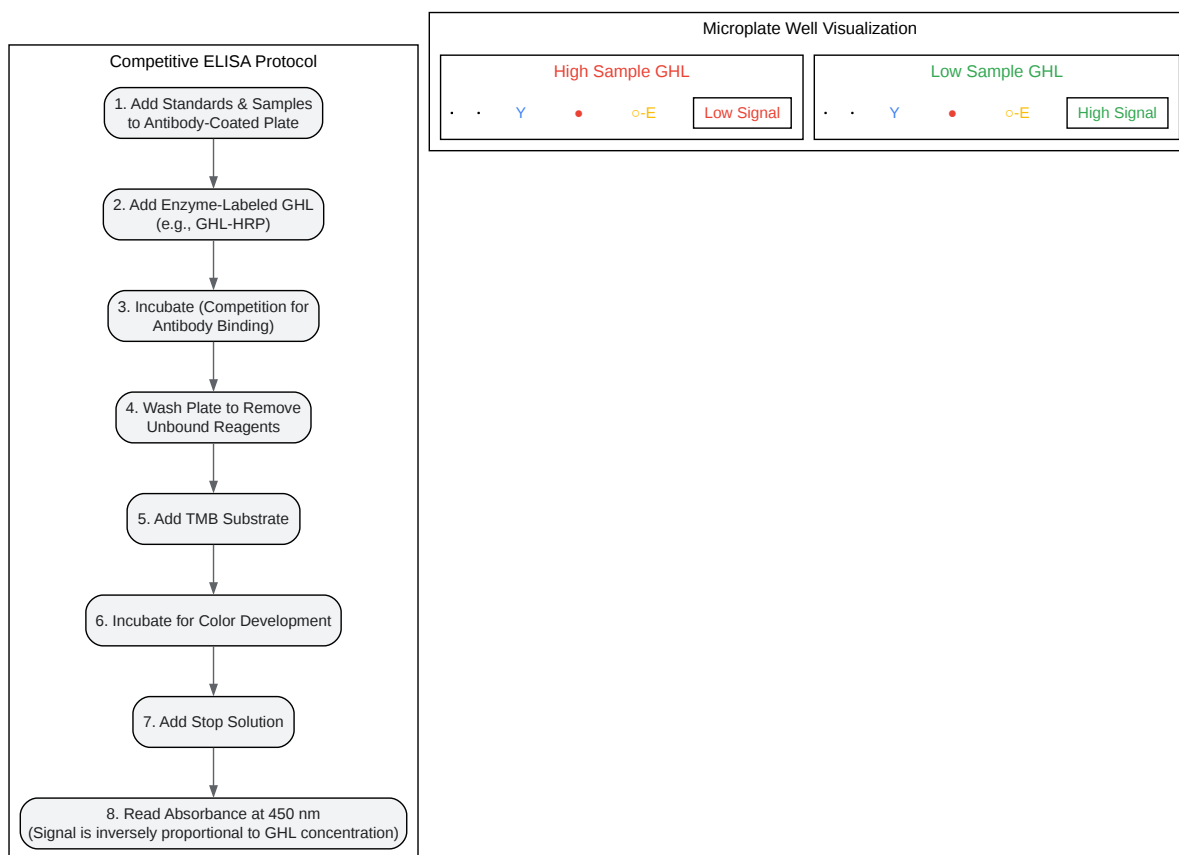 Competitive ELISA Protocol
1. Add Standards & Samples
to Antibody-Coated Plate
2. Add Enzyme-Labeled GHL
(e.g., GHL-HRP)
3. Incubate (Competition for
Antibody Binding)
4. Wash Plate to Remove
Unbound Reagents
5. Add TMB Substrate
6. Incubate for Color Development
7. Add Stop Solution
8. Read Absorbance at 450 nm
(Signal is inversely proportional to GHL concentration)
Microplate Well Visualization
High Sample GHL
· · Y ● ○-E Low Signal
Low Sample GHL
· · Y ● ○-E High Signal